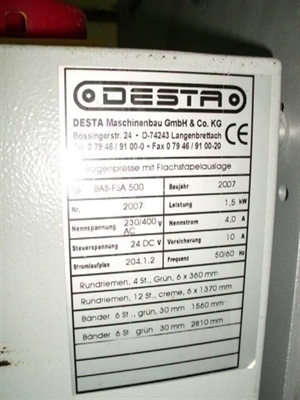 DESTA
DESTA Maschinenbau GmbH & Co. KG
Bössingerstr. 24 • D-74243 Langenbrettach
Tel. 0 79 46 / 91 00-0 • Fax 0 79 46 / 91 00-20
CE
Bogenpresse mit Flachstapelauslage
Typ BAS-FSA 500 Baujahr 2007
Nr. 2007 Leistung 1,5 kW
Nennspannung 230/400 V AC Nennstrom 4,0 A
Steuerspannung 24 DC V Vorsicherung 10 A
Stromlaufplan 204.1.2 Frequenz 50/60 Hz
Rundriemen, 4 St., Grün, 6 x 360 mm
Rundriemen, 12 St., creme, 6 x 1370 mm
Bänder 6 St., grün, 30 mm 1560 mm
Bänder 6 St., grün, 30 mm 2810 mm